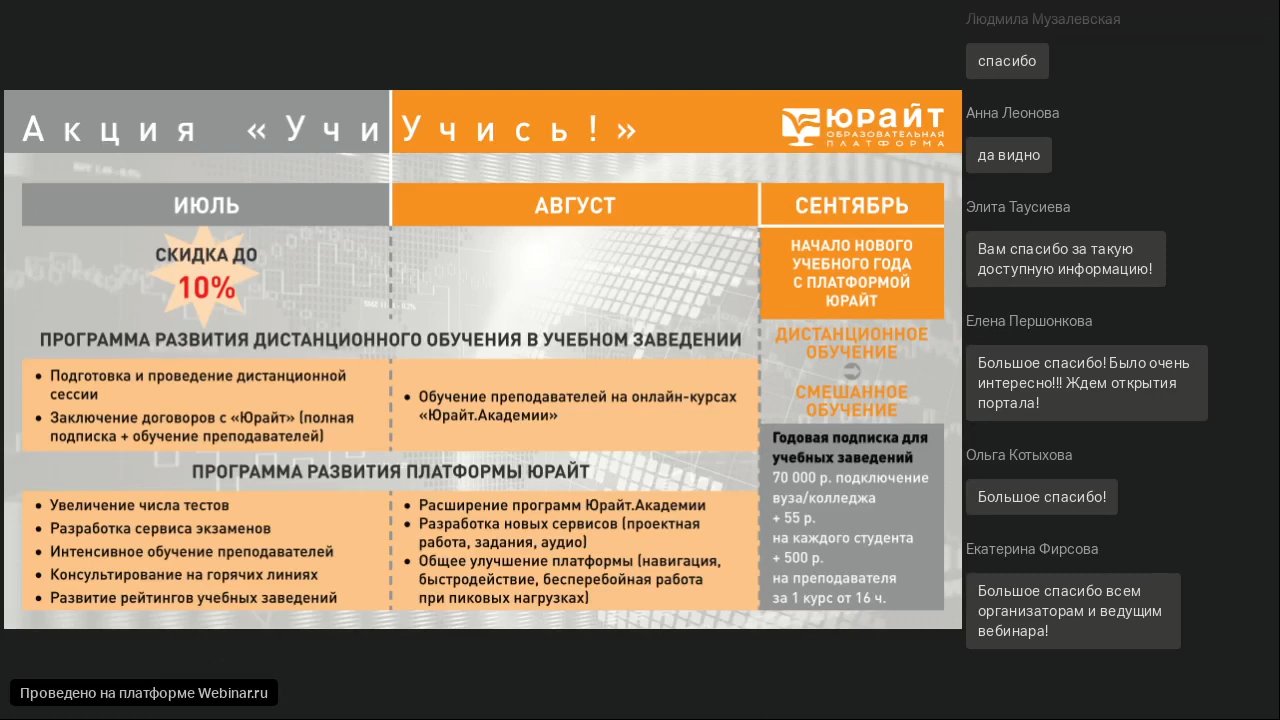 Акция «Учи Учись!»
ЮРАЙТ
ОБРАЗОВАТЕЛЬНАЯ
ПЛАТФОРМА
ИЮЛЬ
АВГУСТ
СЕНТЯБРЬ
СКИДКА ДО
10%
НАЧАЛО НОВОГО
УЧЕБНОГО ГОДА
С ПЛАТФОРМОЙ
ЮРАЙТ
ПРОГРАММА РАЗВИТИЯ ДИСТАНЦИОННОГО ОБУЧЕНИЯ В УЧЕБНОМ ЗАВЕДЕНИИ
• Подготовка и проведение дистанционной
сессии
• Заключение договоров с «Юрайт» (полная
подписка + обучение преподавателей)
• Обучение преподавателей на онлайн-курсах
«Юрайт.Академии»
ДИСТАНЦИОННОЕ
ОБУЧЕНИЕ
СМЕШАННОЕ
ОБУЧЕНИЕ
ПРОГРАММА РАЗВИТИЯ ПЛАТФОРМЫ ЮРАЙТ
• Увеличение числа тестов
• Разработка сервиса экзаменов
• Интенсивное обучение преподавателей
• Консультирование на горячих линиях
• Развитие рейтингов учебных заведений
• Расширение программ Юрайт.Академии
• Разработка новых сервисов (проектная
работа, задания, аудио)
• Общее улучшение платформы (навигация,
быстродействие, бесперебойная работа
при пиковых нагрузках)
Годовая подписка для
учебных заведений
70 000 р. подключение
вуза/колледжа
+ 55 р.
на каждого студента
+ 500 р.
на преподавателя
за 1 курс от 16 ч.
Людмила Музалевская
спасибо
Анна Леонова
да видно
Элита Таусиева
Вам спасибо за такую
доступную информацию!
Елена Першонкова
Большое спасибо! Было очень
интересно!!! Ждем открытия
портала!
Ольга Котыхова
Большое спасибо!
Екатерина Фирсова
Большое спасибо всем
организаторам и ведущим
вебинара!
Проведено на платформе Webinar.ru